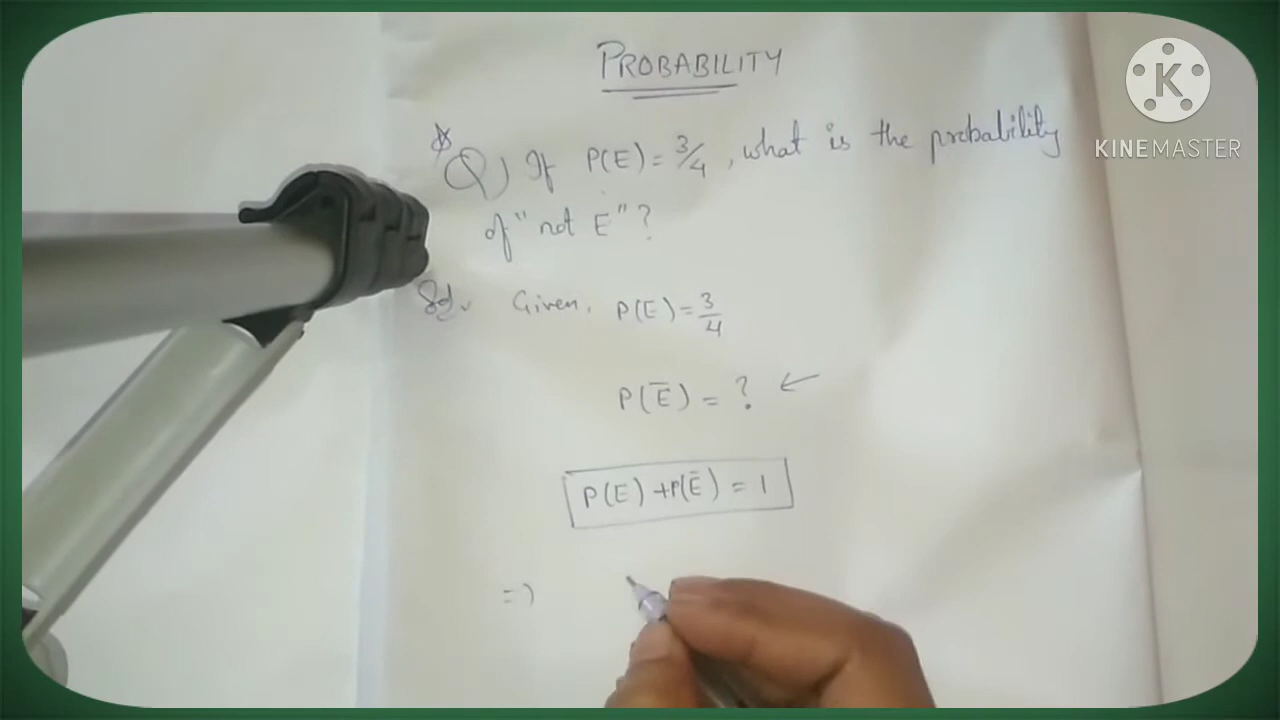 PROBABILITY
Q) If P(E) = 3/4, what is the probability
of "not E" ?
Sol. Given, P(E) = 3/4
P(E̅) = ? ←
P(E) + P(E̅) = 1
=)
K
KINEMASTER